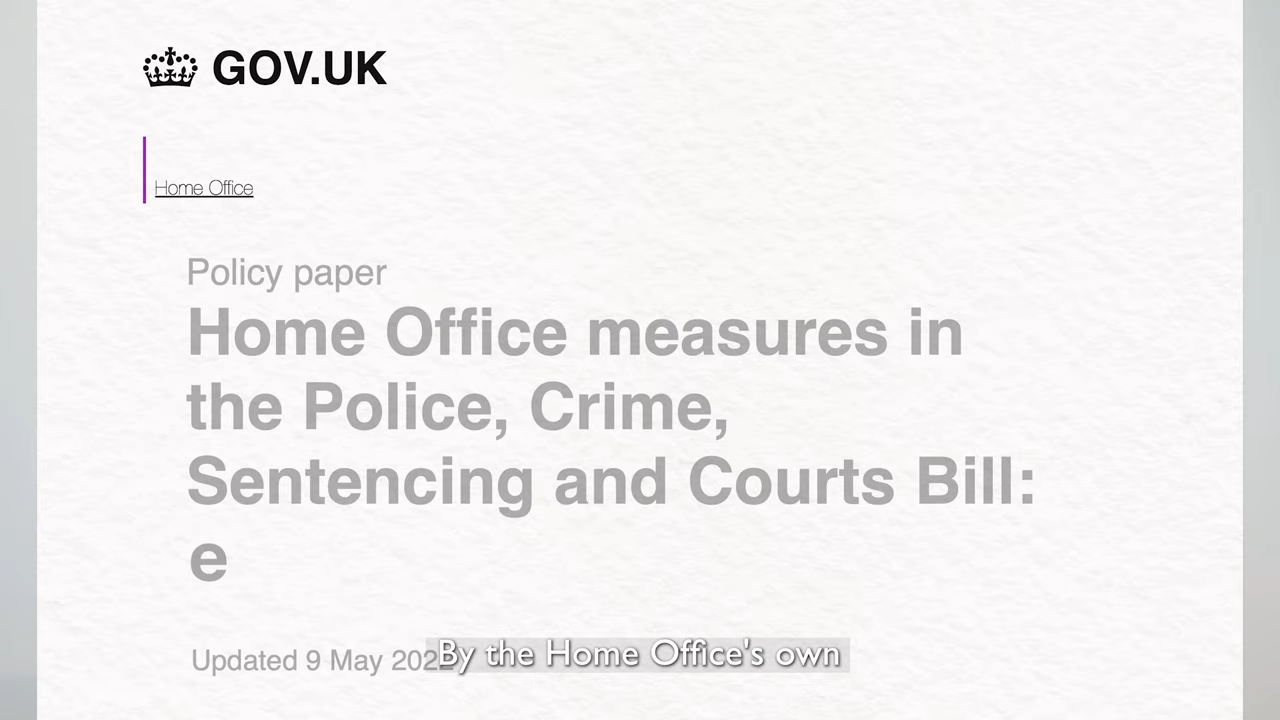 GOV.UK
Home Office
Policy paper
Home Office measures in
the Police, Crime,
Sentencing and Courts Bill:
e
Updated 9 May 2022
By the Home Office's own